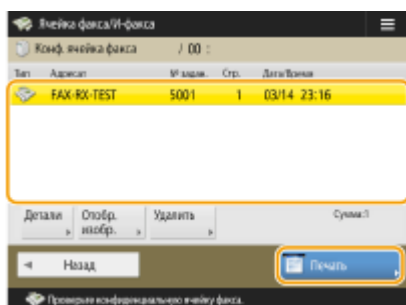 Ячейка факса/И-факса
Конф. ячейка факса / 00 :
Тип Адресат № задан. Стр. Дата/Время
FAX-RX-TEST 5001 1 03/14 23:16
Детали Отобр. изобр. Удалить Сумма:1
Назад Печать
Проверьте конфиденциальную ячейку факса.